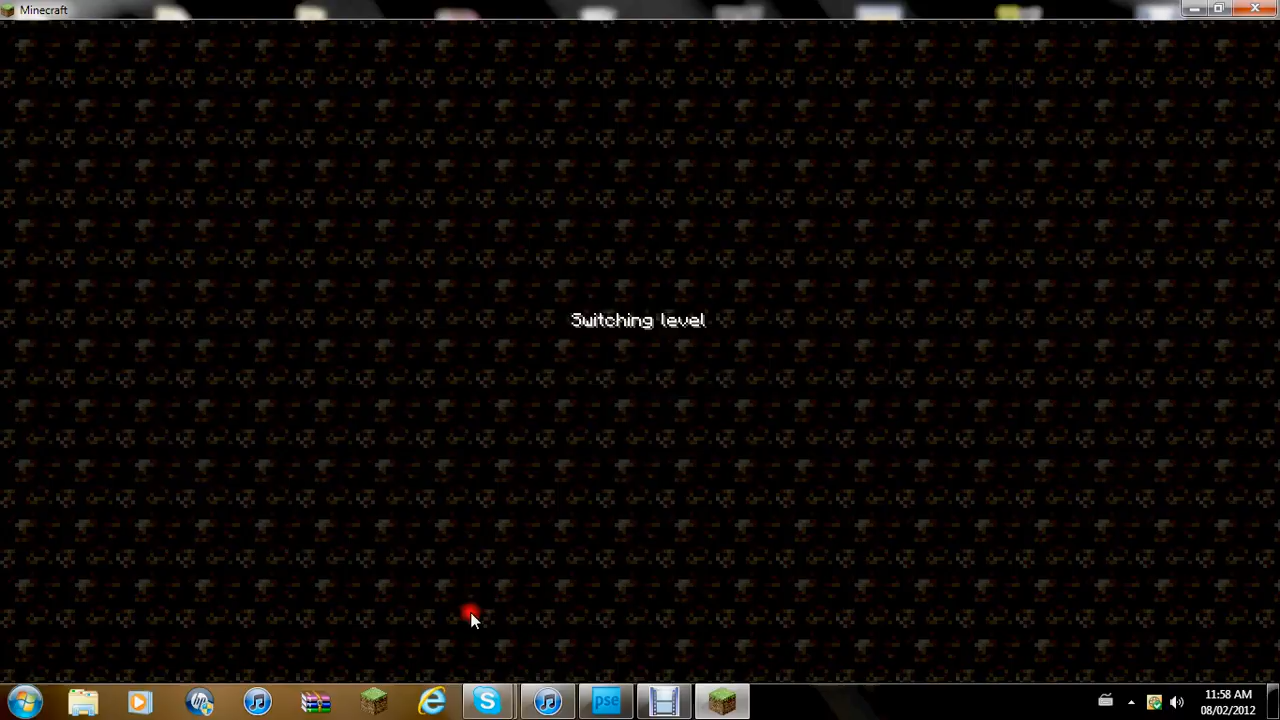 Minecraft
Switching level
S
pse
11:58 AM
08/02/2012